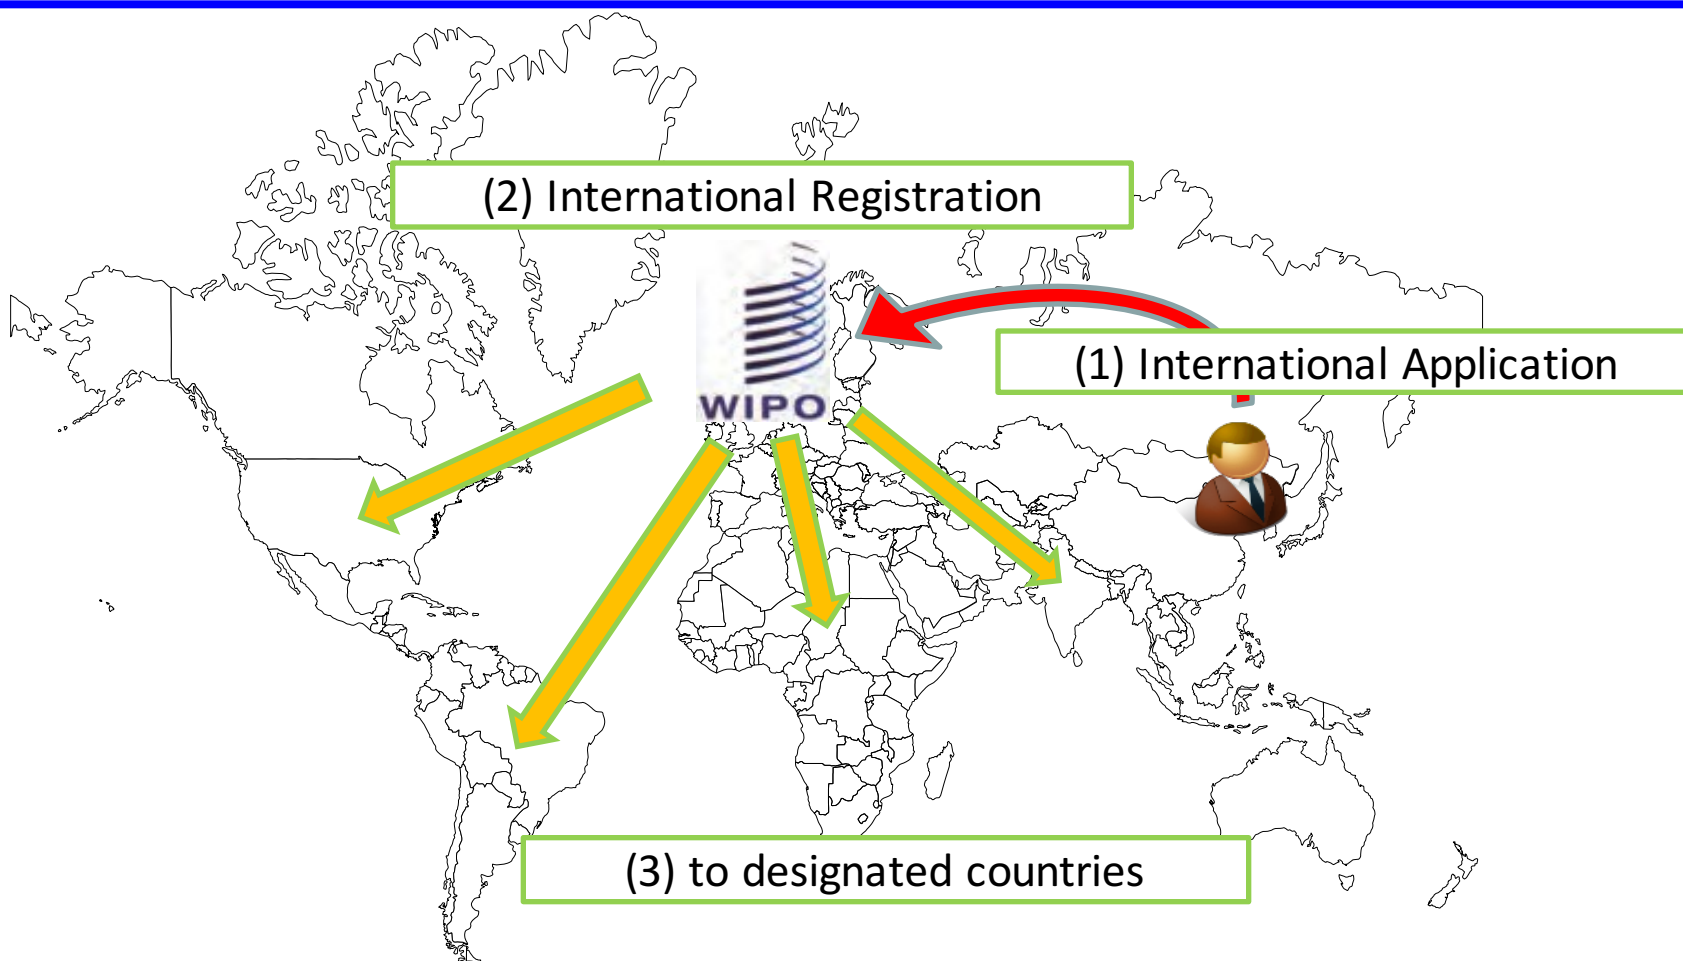 (2) International Registration
(1) International Application
WIPO
(3) to designated countries